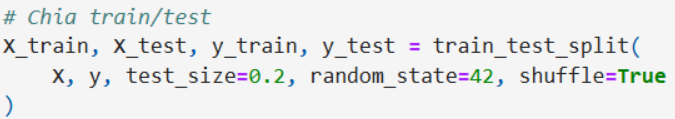 # Chia train/test
X_train, X_test, y_train, y_test = train_test_split(
    X, y, test_size=0.2, random_state=42, shuffle=True
)